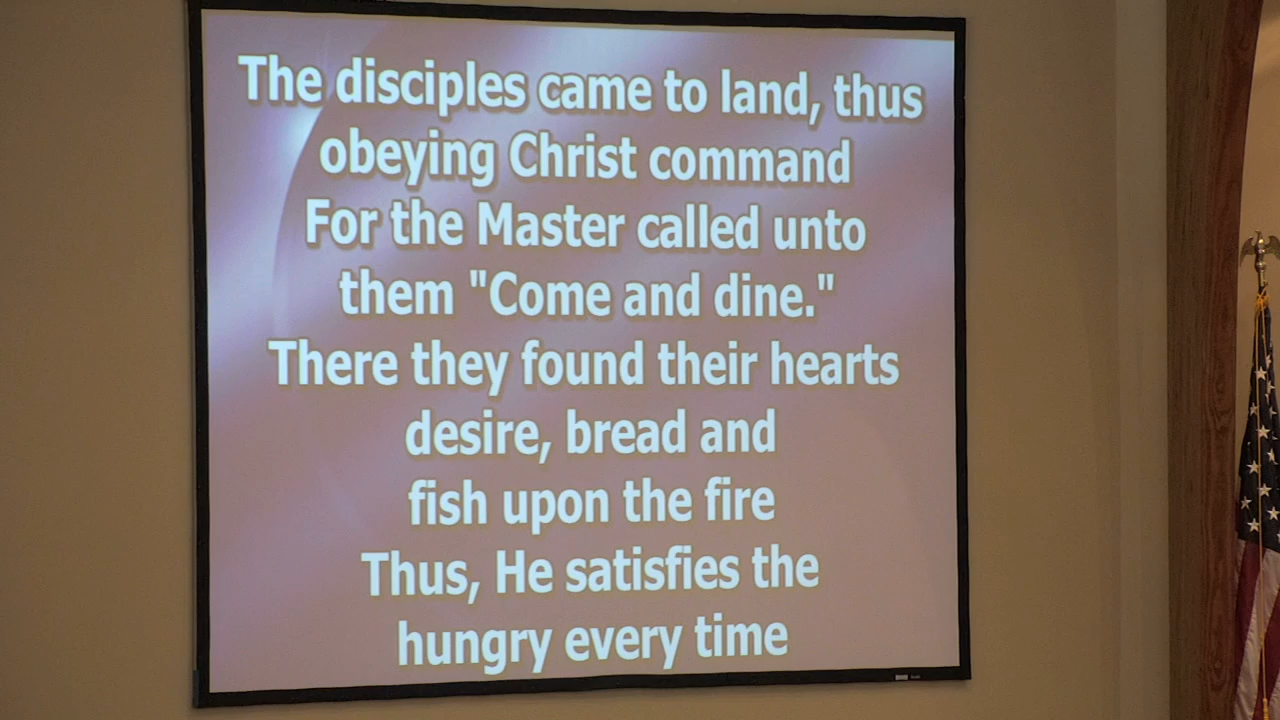 The disciples came to land, thus
obeying Christ command
For the Master called unto
them "Come and dine."
There they found their hearts
desire, bread and
fish upon the fire
Thus, He satisfies the
hungry every time